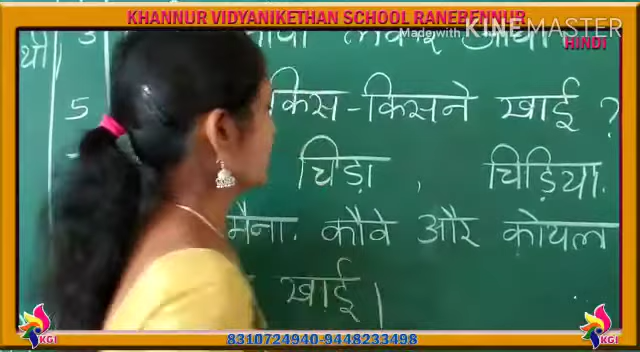 KHANNUR VIDYANIKETHAN SCHOOL RANEBENNUR
Made with KINEMASTER
HINDI
थी।
5 किस-किसने खाई ?
चिड़ा , चिड़िया.
मैना. कौवे और कोयल
खाई।
KGI
8310724940-9448233498
KGI